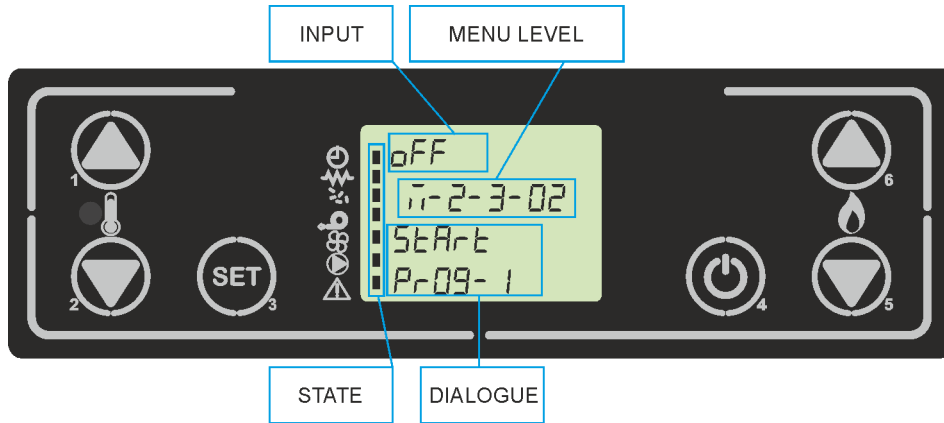 INPUT
MENU LEVEL
oFF
1
6
n-2-3-02
StArt
SET
2
3
Pr09-1
4
5
STATE
DIALOGUE